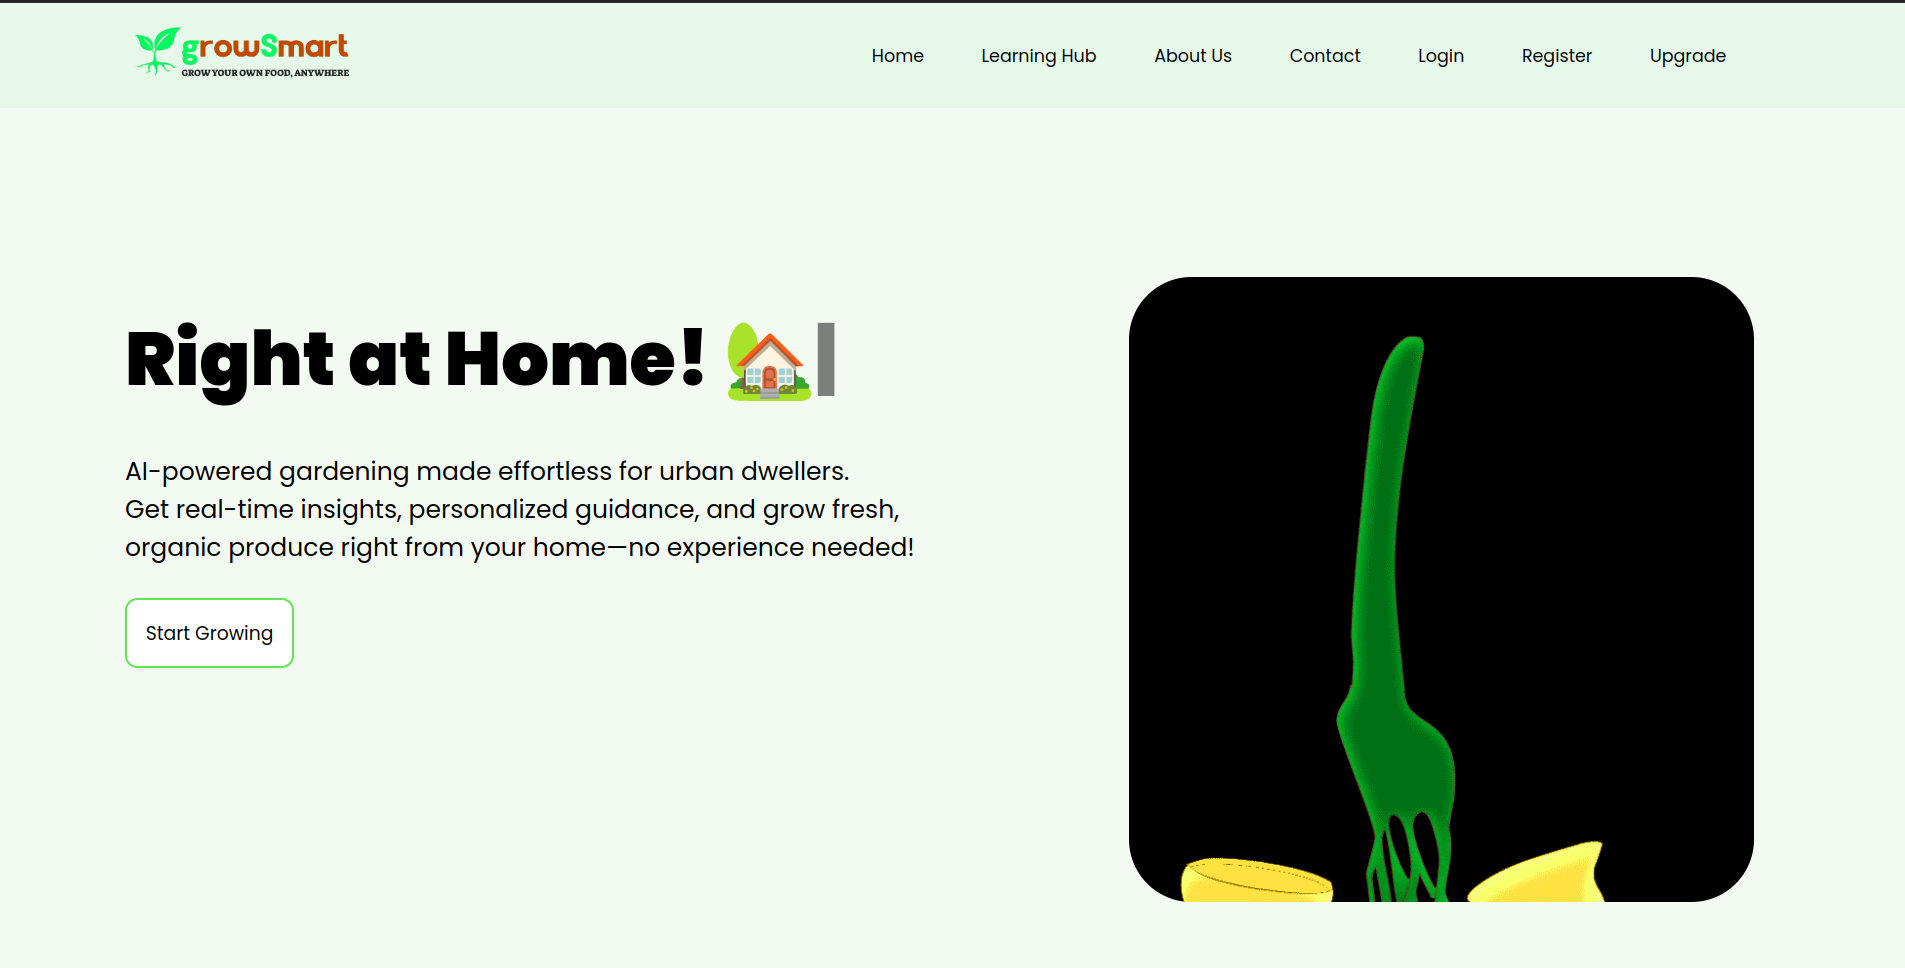 growSmart
GROW YOUR OWN FOOD, ANYWHERE
Home Learning Hub About Us Contact Login Register Upgrade
Right at Home! 🏡
AI-powered gardening made effortless for urban dwellers.
Get real-time insights, personalized guidance, and grow fresh,
organic produce right from your home—no experience needed!
Start Growing